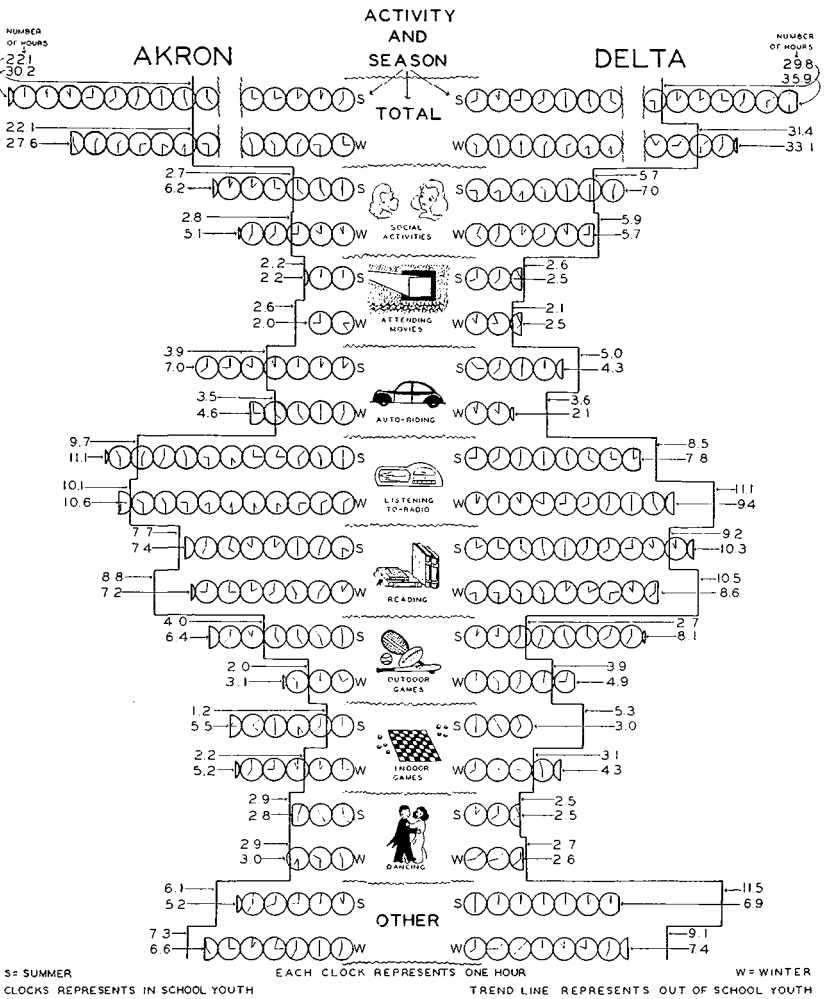 ACTIVITY
AND
SEASON
NUMBER
OF HOURS
AKRON
DELTA
NUMBER
OF HOURS
22.1
30.2
S
TOTAL
S
29.8
35.9
22.1
27.6
W
W
31.4
33.1
2.7
6.2
S
S
5.7
7.0
2.8
5.1
W
SOCIAL
ACTIVITIES
W
5.9
5.7
2.2
2.2
S
S
2.6
2.5
2.6
2.0
W
ATTENDING
MOVIES
W
2.1
2.5
3.9
7.0
S
S
5.0
4.3
3.5
4.6
W
AUTO-RIDING
W
3.6
2.1
9.7
11.1
S
S
8.5
7.8
10.1
10.6
W
LISTENING
TO-RADIO
W
11.1
9.4
7.7
7.4
S
S
9.2
10.3
8.8
7.2
W
READING
W
10.5
8.6
4.0
6.4
S
S
2.7
8.1
2.0
3.1
W
OUTDOOR
GAMES
W
3.9
4.9
1.2
5.5
S
S
5.3
3.0
2.2
5.2
W
INDOOR
GAMES
W
3.1
4.3
2.9
2.8
S
S
2.5
2.5
2.9
3.0
W
DANCING
W
2.7
2.6
6.1
5.2
S
OTHER
S
11.5
6.9
7.3
6.6
W
W
9.1
7.4
S= SUMMER
EACH CLOCK REPRESENTS ONE HOUR
W= WINTER
CLOCKS REPRESENTS IN SCHOOL YOUTH
TREND LINE REPRESENTS OUT OF SCHOOL YOUTH